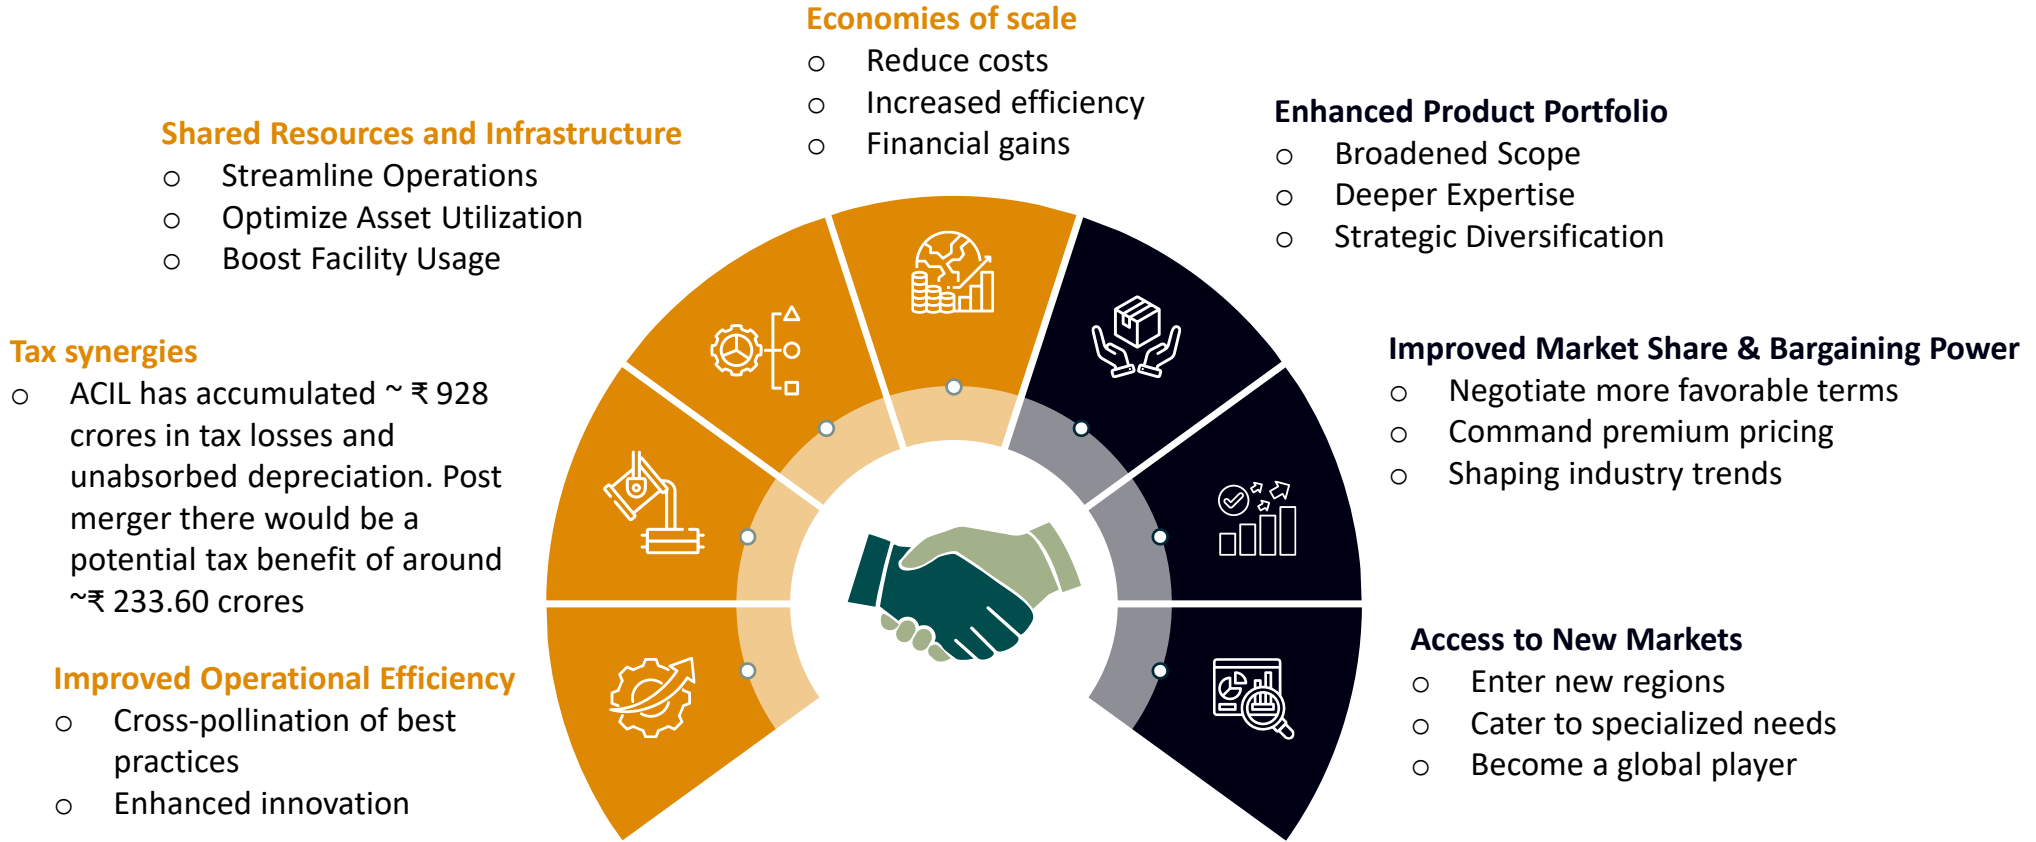 Economies of scale
o Reduce costs
o Increased efficiency
o Financial gains
Shared Resources and Infrastructure
o Streamline Operations
o Optimize Asset Utilization
o Boost Facility Usage
Tax synergies
o ACIL has accumulated ~ ₹ 928
crores in tax losses and
unabsorbed depreciation. Post
merger there would be a
potential tax benefit of around
~₹ 233.60 crores
Improved Operational Efficiency
o Cross-pollination of best
practices
o Enhanced innovation
Enhanced Product Portfolio
o Broadened Scope
o Deeper Expertise
o Strategic Diversification
Improved Market Share & Bargaining Power
o Negotiate more favorable terms
o Command premium pricing
o Shaping industry trends
Access to New Markets
o Enter new regions
o Cater to specialized needs
o Become a global player